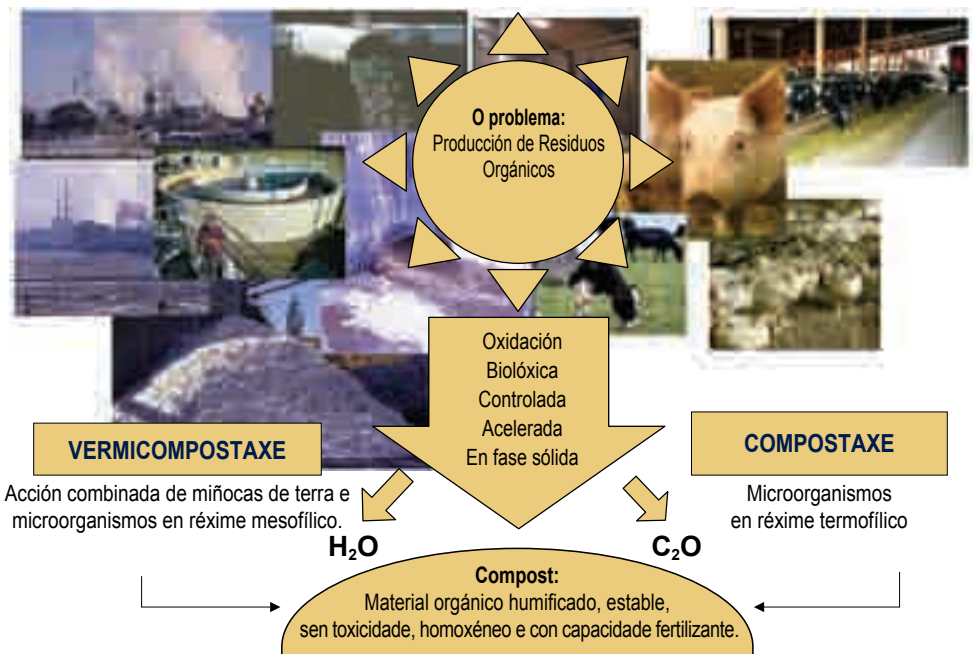 O problema:
Producción de Residuos
Orgánicos
Oxidación
Biolóxica
Controlada
Acelerada
En fase sólida
VERMICOMPOSTAXE
Acción combinada de miñocas de terra e
microorganismos en réxime mesofílico.
COMPOSTAXE
Microorganismos
en réxime termofílico
H₂O
C₂O
Compost:
Material orgánico humificado, estable,
sen toxicidade, homoxéneo e con capacidade fertilizante.